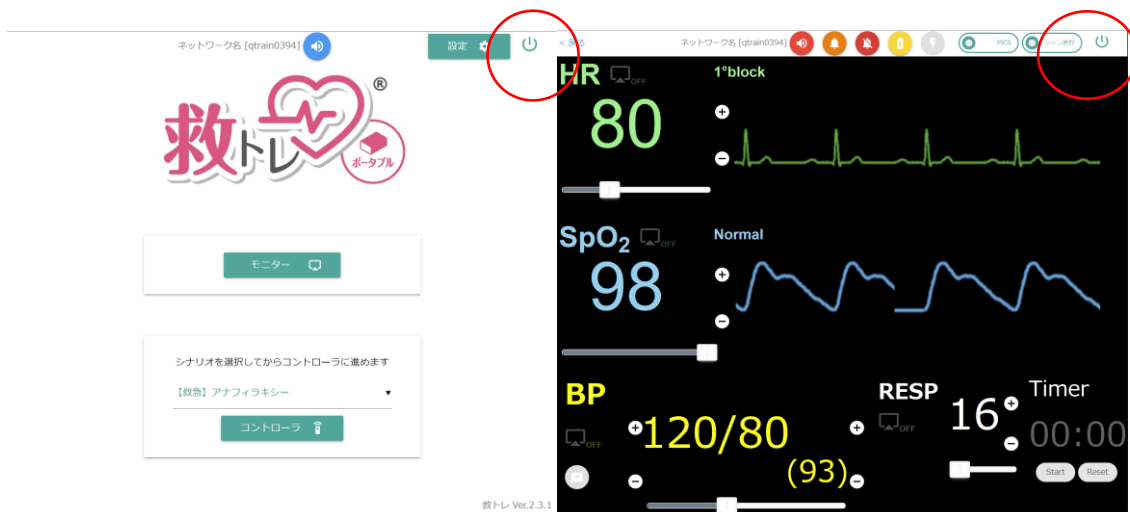 ネットワーク名 [qtrain0394]
設定
救トレ®
ポータブル
モニター
シナリオを選択してからコントローラに進めます
【救急】アナフィラキシー
コントローラ
救トレ Ver.2.3.1
< 戻る
ネットワーク名 [qtrain0394]
PICS
シーン選択
HR
OFF
1°block
80
SpO₂
OFF
Normal
98
BP
OFF
120/80
(93)
RESP
OFF
16
Timer
00:00
Start
Reset